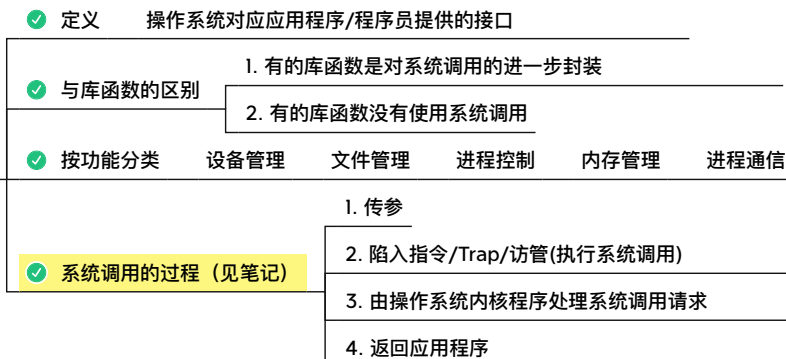 定义 操作系统对应应用程序/程序员提供的接口
与库函数的区别
1. 有的库函数是对系统调用的进一步封装
2. 有的库函数没有使用系统调用
按功能分类 设备管理 文件管理 进程控制 内存管理 进程通信
系统调用的过程（见笔记）
1. 传参
2. 陷入指令/Trap/访管(执行系统调用)
3. 由操作系统内核程序处理系统调用请求
4. 返回应用程序